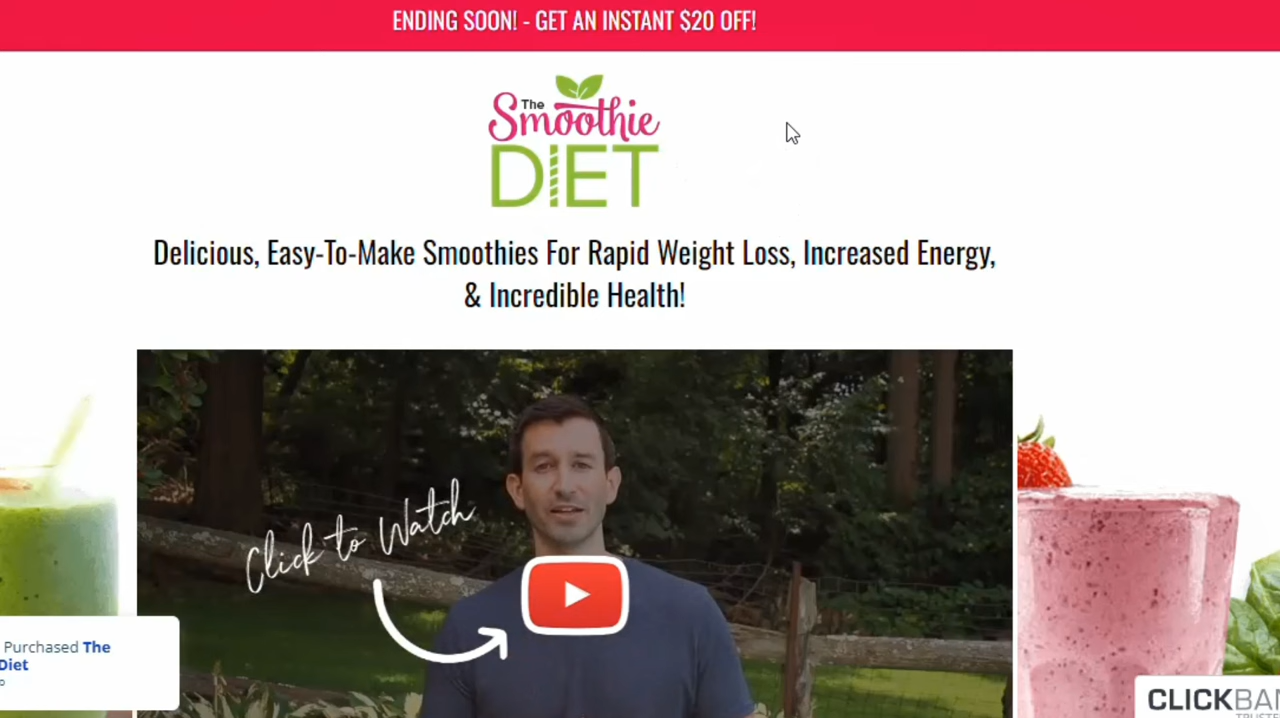 ENDING SOON! - GET AN INSTANT $20 OFF!
The
Smoothie
DIET
Delicious, Easy-To-Make Smoothies For Rapid Weight Loss, Increased Energy,
& Incredible Health!
Click to Watch
Purchased The
Diet
CLICKBAN
TRUSTE